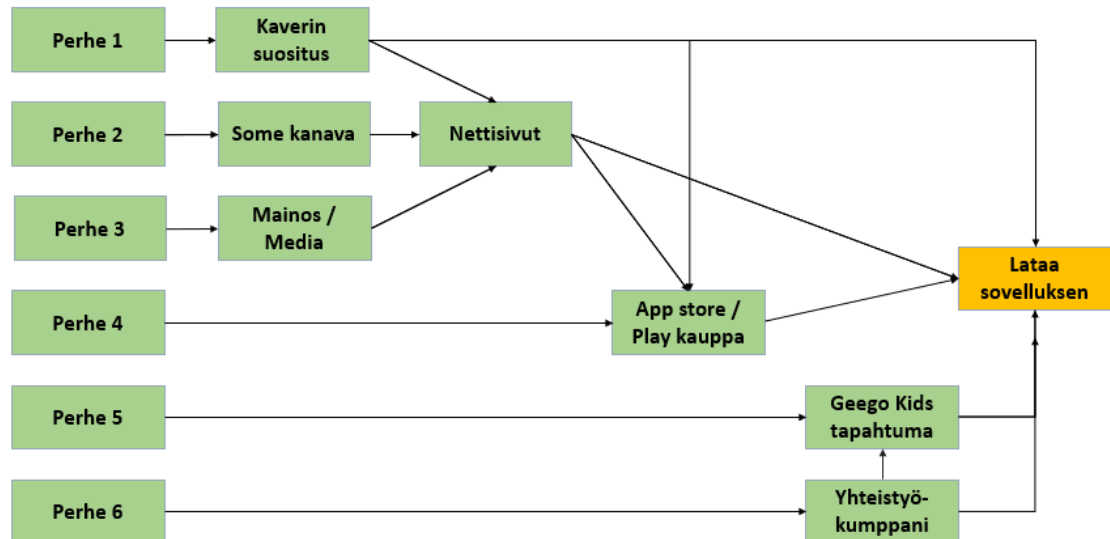 Perhe 1
Kaverin
suositus
Perhe 2
Some kanava
Nettisivut
Perhe 3
Mainos /
Media
Lataa
sovelluksen
Perhe 4
App store /
Play kauppa
Perhe 5
Geego Kids
tapahtuma
Perhe 6
Yhteistyö-
kumppani